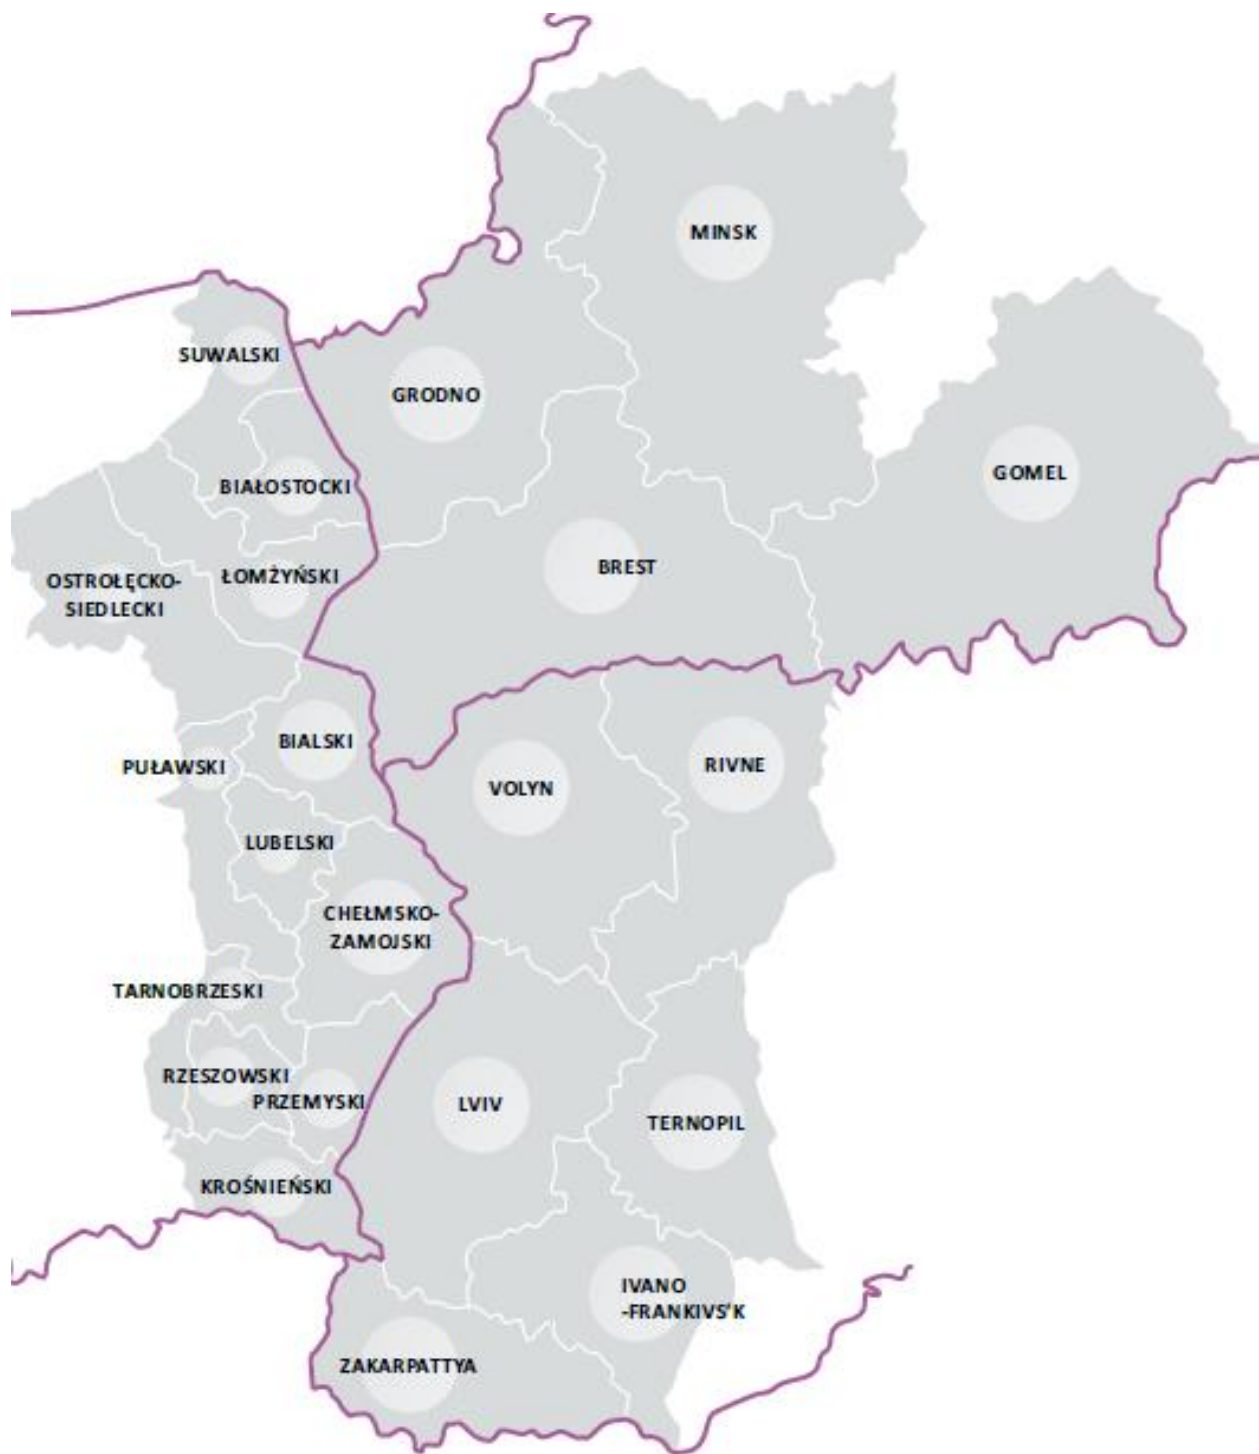 MINSK
SUWALSKI
GRODNO
GOMEL
BIAŁOSTOCKI
BREST
ŁOMŻYŃSKI
OSTROŁĘCKO-
SIEDLECKI
BIALSKI
PUŁAWSKI
RIVNE
VOLYN
LUBELSKI
CHEŁMSKO-
ZAMOJSKI
TARNOBRZESKI
RZESZOWSKI
PRZEMYSKI
LVIV
TERNOPIL
KROŚNIEŃSKI
IVANO
-FRANKIVS'K
ZAKARPATTYA